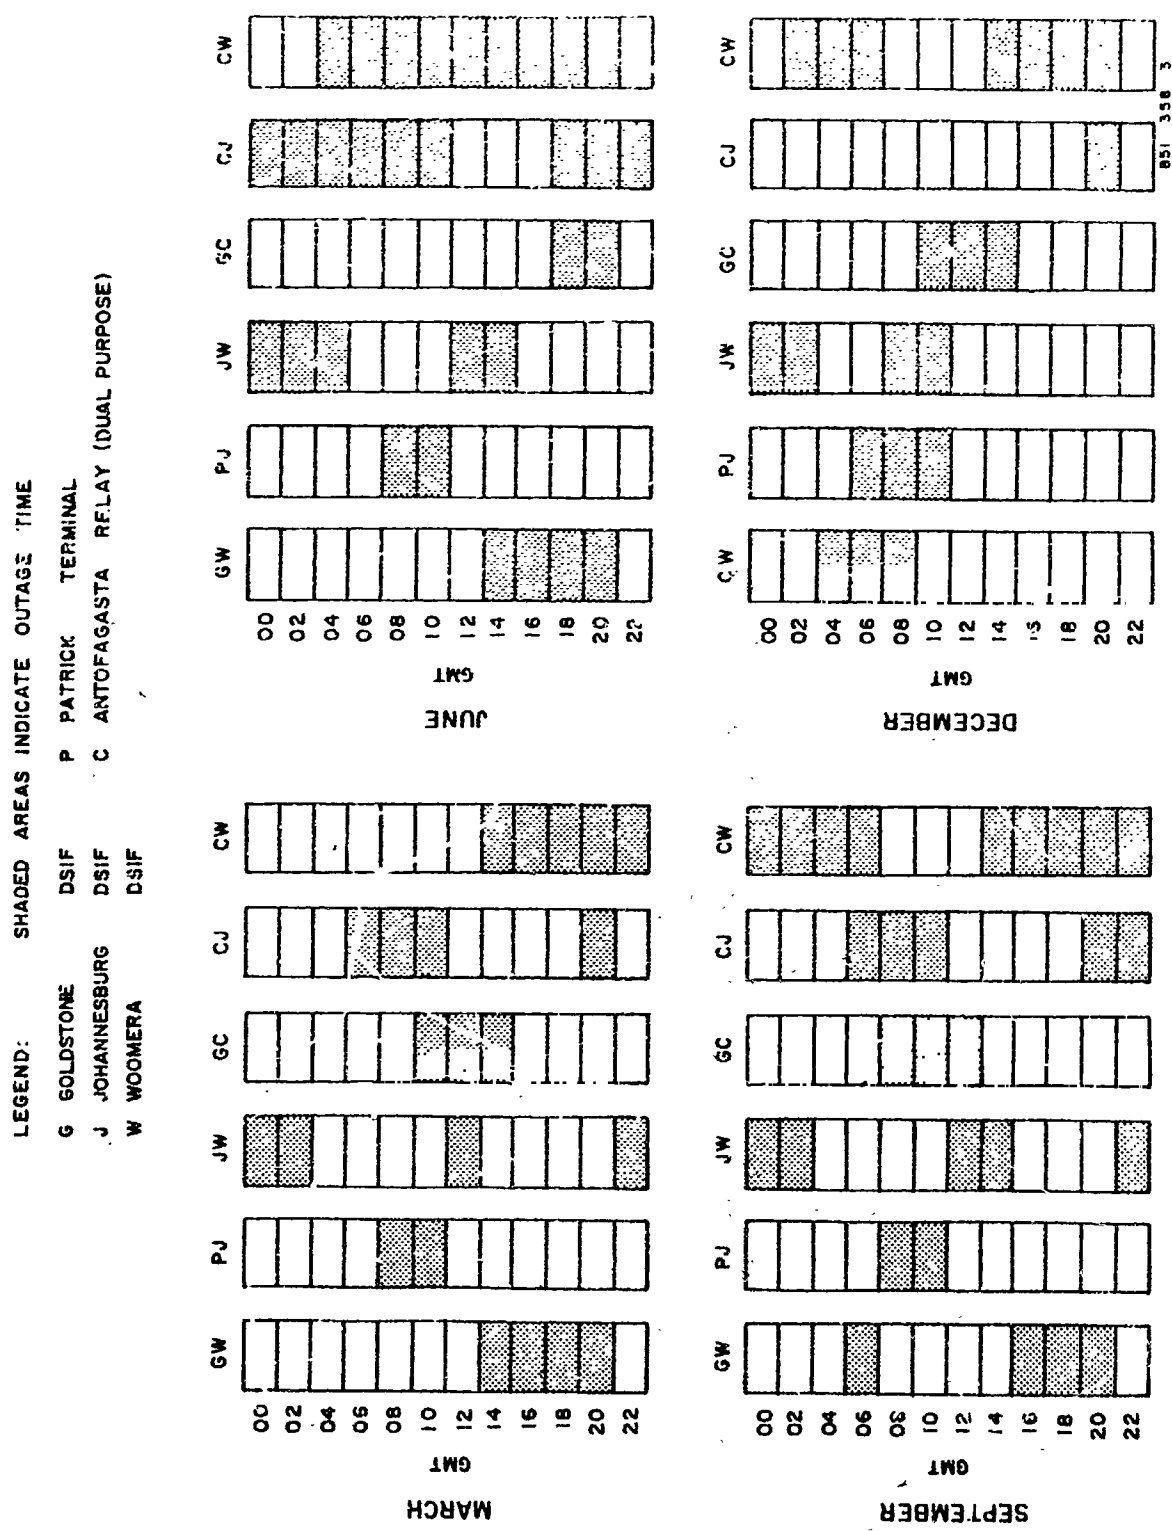 LEGEND: SHADED AREAS INDICATE OUTAGE TIME
G GOLDSTONE DSIF P PATRICK TERMINAL
J JOHANNESBURG DSIF C ANTOFAGASTA RELAY (DUAL PURPOSE)
W WOOMERA DSIF
MARCH
GMT
00 02 04 06 08 10 12 14 16 18 20 22
GW
PJ
JW
GC
CJ
CW
JUNE
GMT
00 02 04 06 08 10 12 14 16 18 20 22
GW
PJ
JW
GC
CJ
CW
SEPTEMBER
GMT
00 02 04 06 08 10 12 14 16 18 20 22
GW
PJ
JW
GC
CJ
CW
DECEMBER
GMT
00 02 04 06 08 10 12 14 16 18 20 22
PJ
JW
GC
CJ
CW
851 358 3